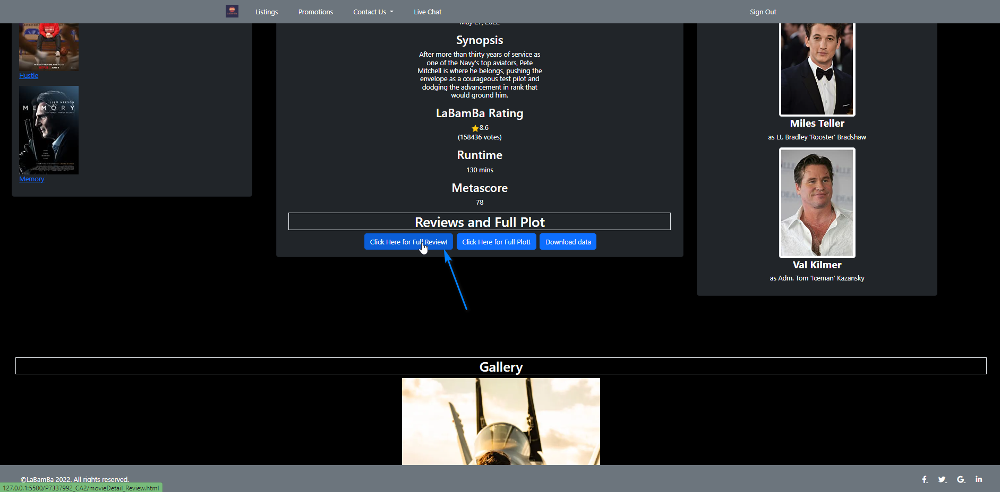 Listings
Promotions
Contact Us
Live Chat
Sign Out
Hustle
LIAM NEESON
MEMORY
Memory
May 27, 2022
Synopsis
After more than thirty years of service as
one of the Navy's top aviators, Pete
Mitchell is where he belongs, pushing the
envelope as a courageous test pilot and
dodging the advancement in rank that
would ground him.
LaBamBa Rating
8.6
(158436 votes)
Runtime
130 mins
Metascore
78
Reviews and Full Plot
Click Here for Full Review!
Click Here for Full Plot!
Download data
Miles Teller
as Lt. Bradley 'Rooster' Bradshaw
Val Kilmer
as Adm. Tom 'Iceman' Kazansky
Gallery
©LaBamBa 2022. All rights reserved.
127.0.0.1:5500/P7337992_CA2/movieDetail_Review.html